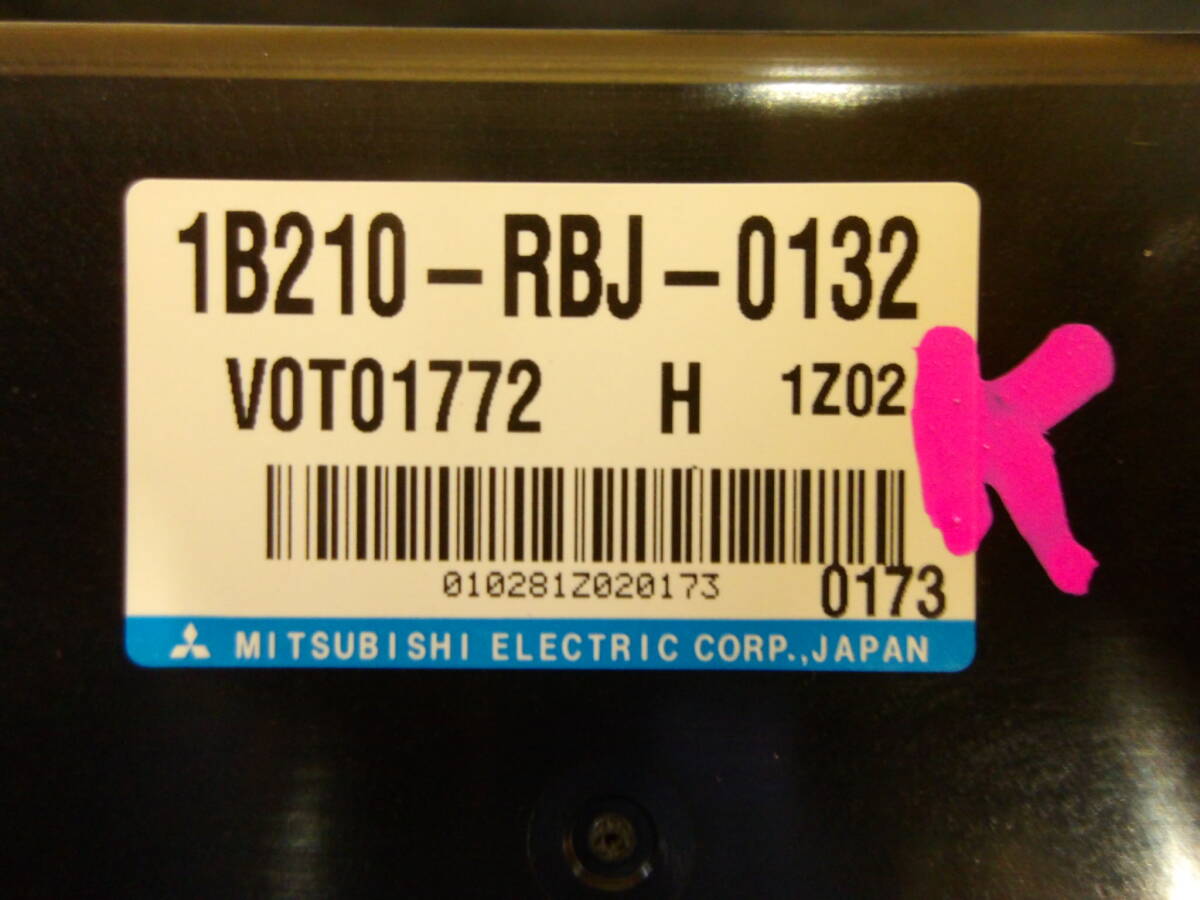 1B210-RBJ-0132
V0T01772 H 1Z02 K
010281Z020173 0173
MITSUBISHI ELECTRIC CORP.,JAPAN